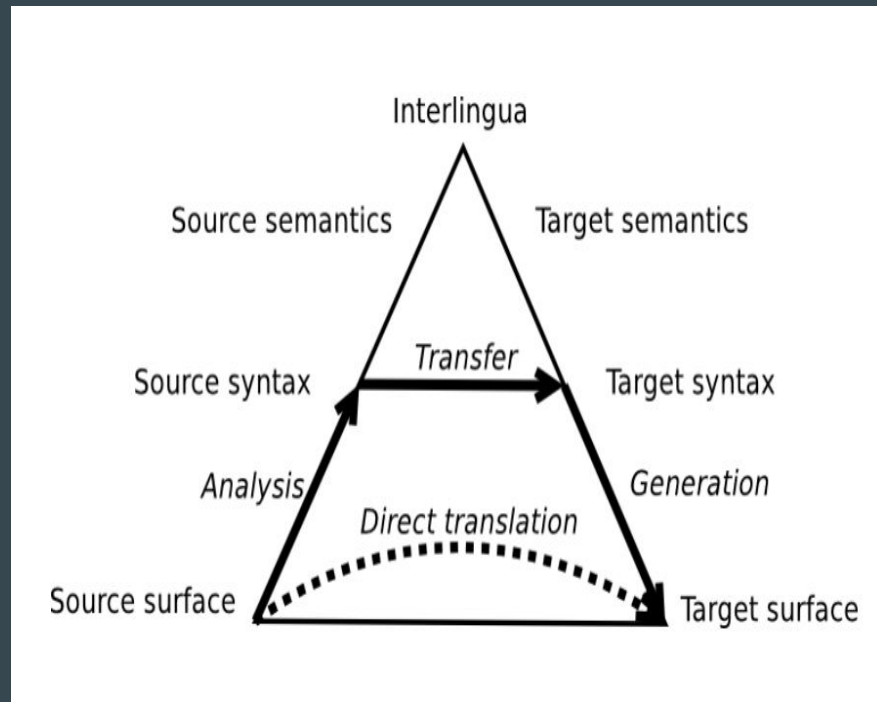 Interlingua
Source semantics
Target semantics
Transfer
Source syntax
Target syntax
Analysis
Generation
Direct translation
Source surface
Target surface